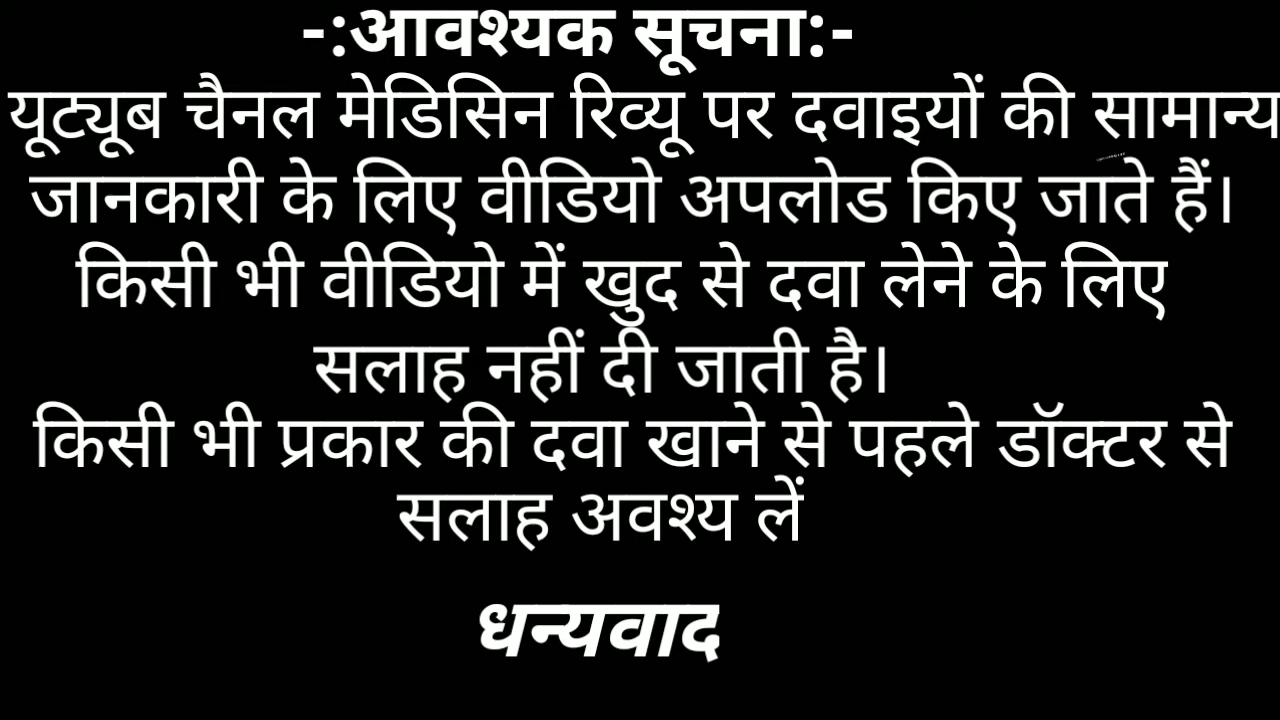 -:आवश्यक सूचना:-
यूट्यूब चैनल मेडिसिन रिव्यू पर दवाइयों की सामान्य
जानकारी के लिए वीडियो अपलोड किए जाते हैं।
किसी भी वीडियो में खुद से दवा लेने के लिए
सलाह नहीं दी जाती है।
किसी भी प्रकार की दवा खाने से पहले डॉक्टर से
सलाह अवश्य लें
धन्यवाद